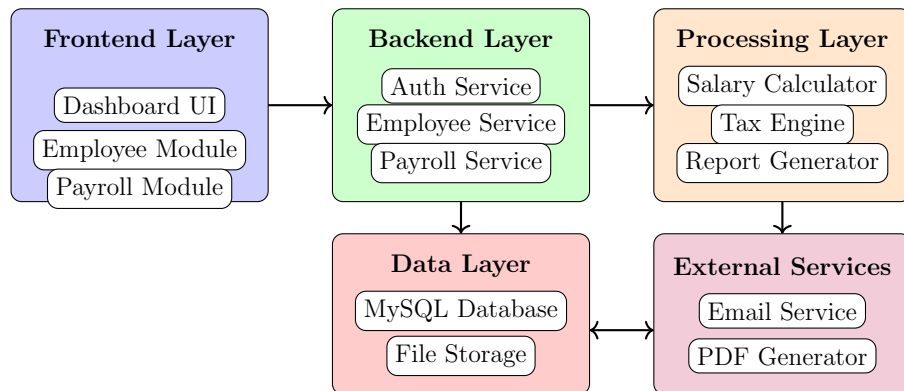 Frontend Layer
Dashboard UI
Employee Module
Payroll Module
Backend Layer
Auth Service
Employee Service
Payroll Service
Processing Layer
Salary Calculator
Tax Engine
Report Generator
Data Layer
MySQL Database
File Storage
External Services
Email Service
PDF Generator